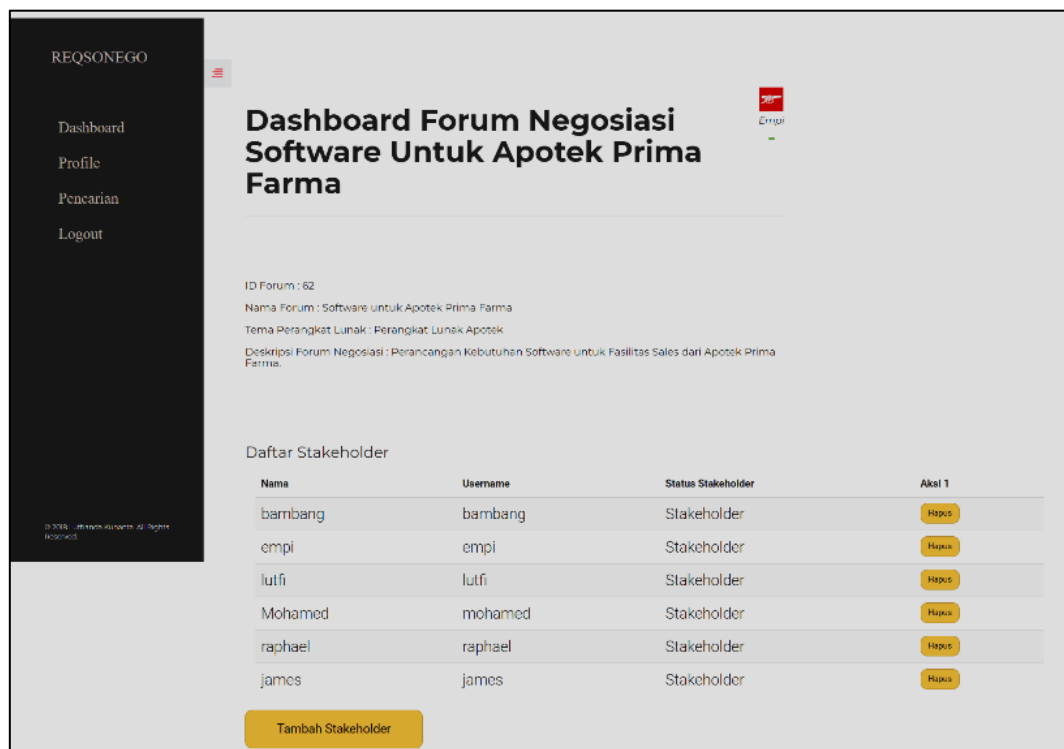 REQSONEGO
Dashboard
Profile
Pencarian
Logout
Dashboard Forum Negosiasi
Software Untuk Apotek Prima
Farma
Empi
ID Forum : 62
Nama Forum : Software untuk Apotek Prima Farma
Tema Perangkat Lunak : Perangkat Lunak Apotek
Deskripsi Forum Negosiasi : Perancangan Kebutuhan Software untuk Fasilitas Sales dari Apotek Prima
Farma.
Daftar Stakeholder
Nama Username Status Stakeholder Aksi 1
bambang bambang Stakeholder Hapus
empi empi Stakeholder Hapus
lutfi lutfi Stakeholder Hapus
Mohamed mohamed Stakeholder Hapus
raphael raphael Stakeholder Hapus
james james Stakeholder Hapus
Tambah Stakeholder
© 2018 All Rights
Reserved.